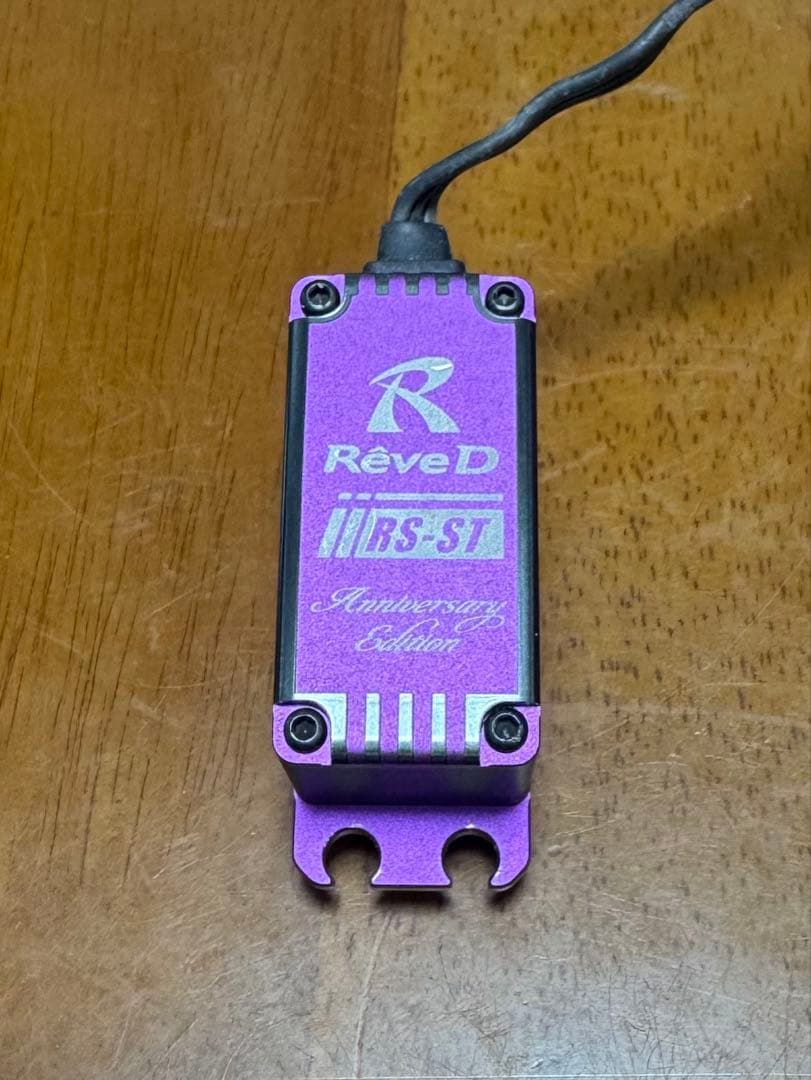 R
RêveD
RS-ST
Anniversary
Edition